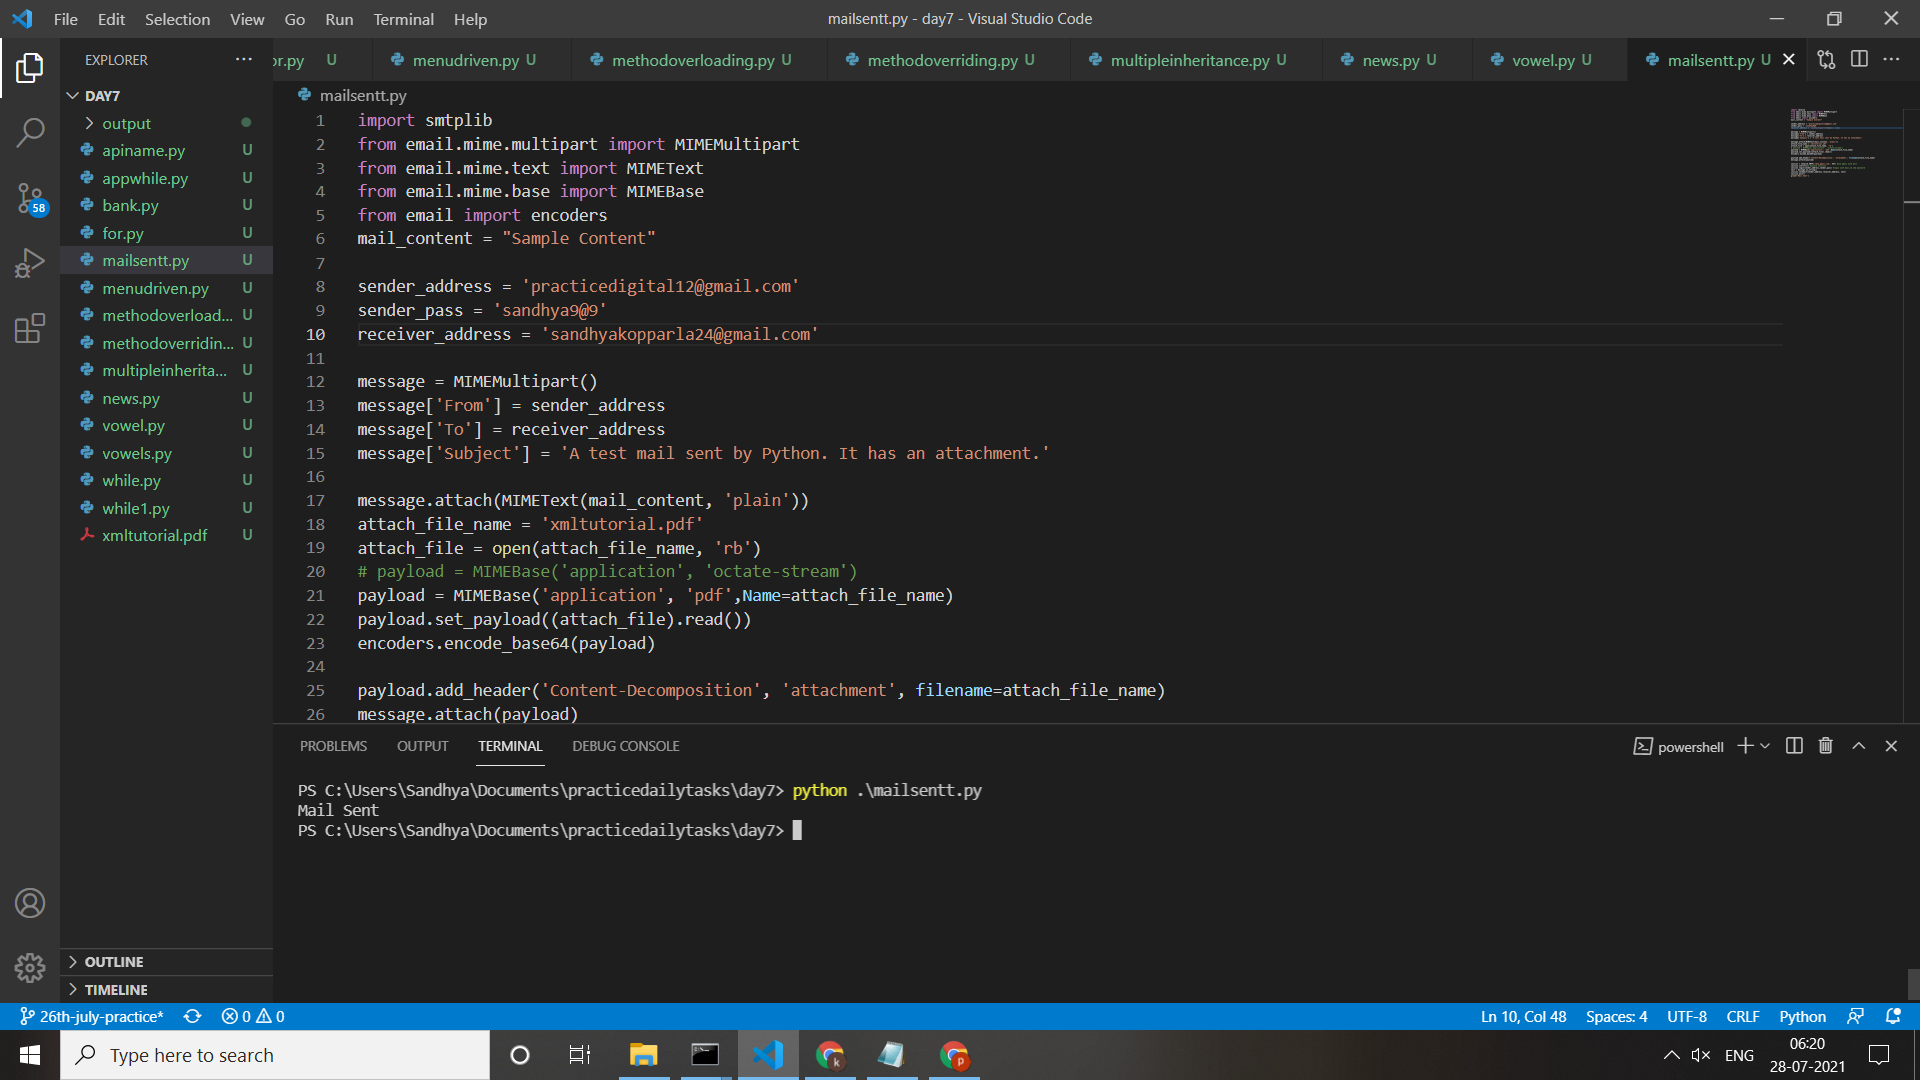 File Edit Selection View Go Run Terminal Help
mailsentt.py - day7 - Visual Studio Code
EXPLORER
or.py U
menudriven.py U
methodoverloading.py U
methodoverriding.py U
multipleinheritance.py U
news.py U
vowel.py U
mailsentt.py U
DAY7
output
apiname.py U
appwhile.py U
bank.py U
for.py U
mailsentt.py U
menudriven.py U
methodoverload... U
methodoverridin... U
multipleinherita... U
news.py U
vowel.py U
vowels.py U
while.py U
while1.py U
xmltutorial.pdf U
OUTLINE
TIMELINE
58
mailsentt.py
1 import smtplib
2 from email.mime.multipart import MIMEMultipart
3 from email.mime.text import MIMEText
4 from email.mime.base import MIMEBase
5 from email import encoders
6 mail_content = "Sample Content"
7
8 sender_address = 'practicedigital12@gmail.com'
9 sender_pass = 'sandhya9@9'
10 receiver_address = 'sandhyakopparla24@gmail.com'
11
12 message = MIMEMultipart()
13 message['From'] = sender_address
14 message['To'] = receiver_address
15 message['Subject'] = 'A test mail sent by Python. It has an attachment.'
16
17 message.attach(MIMEText(mail_content, 'plain'))
18 attach_file_name = 'xmltutorial.pdf'
19 attach_file = open(attach_file_name, 'rb')
20 # payload = MIMEBase('application', 'octate-stream')
21 payload = MIMEBase('application', 'pdf',Name=attach_file_name)
22 payload.set_payload((attach_file).read())
23 encoders.encode_base64(payload)
24
25 payload.add_header('Content-Decomposition', 'attachment', filename=attach_file_name)
26 message.attach(payload)
PROBLEMS OUTPUT TERMINAL DEBUG CONSOLE
powershell
PS C:\Users\Sandhya\Documents\practicedailytasks\day7> python .\mailsentt.py
Mail Sent
PS C:\Users\Sandhya\Documents\practicedailytasks\day7>
26th-july-practice* 0 0
Ln 10, Col 48 Spaces: 4 UTF-8 CRLF Python
Type here to search
k
p
ENG
06:20
28-07-2021